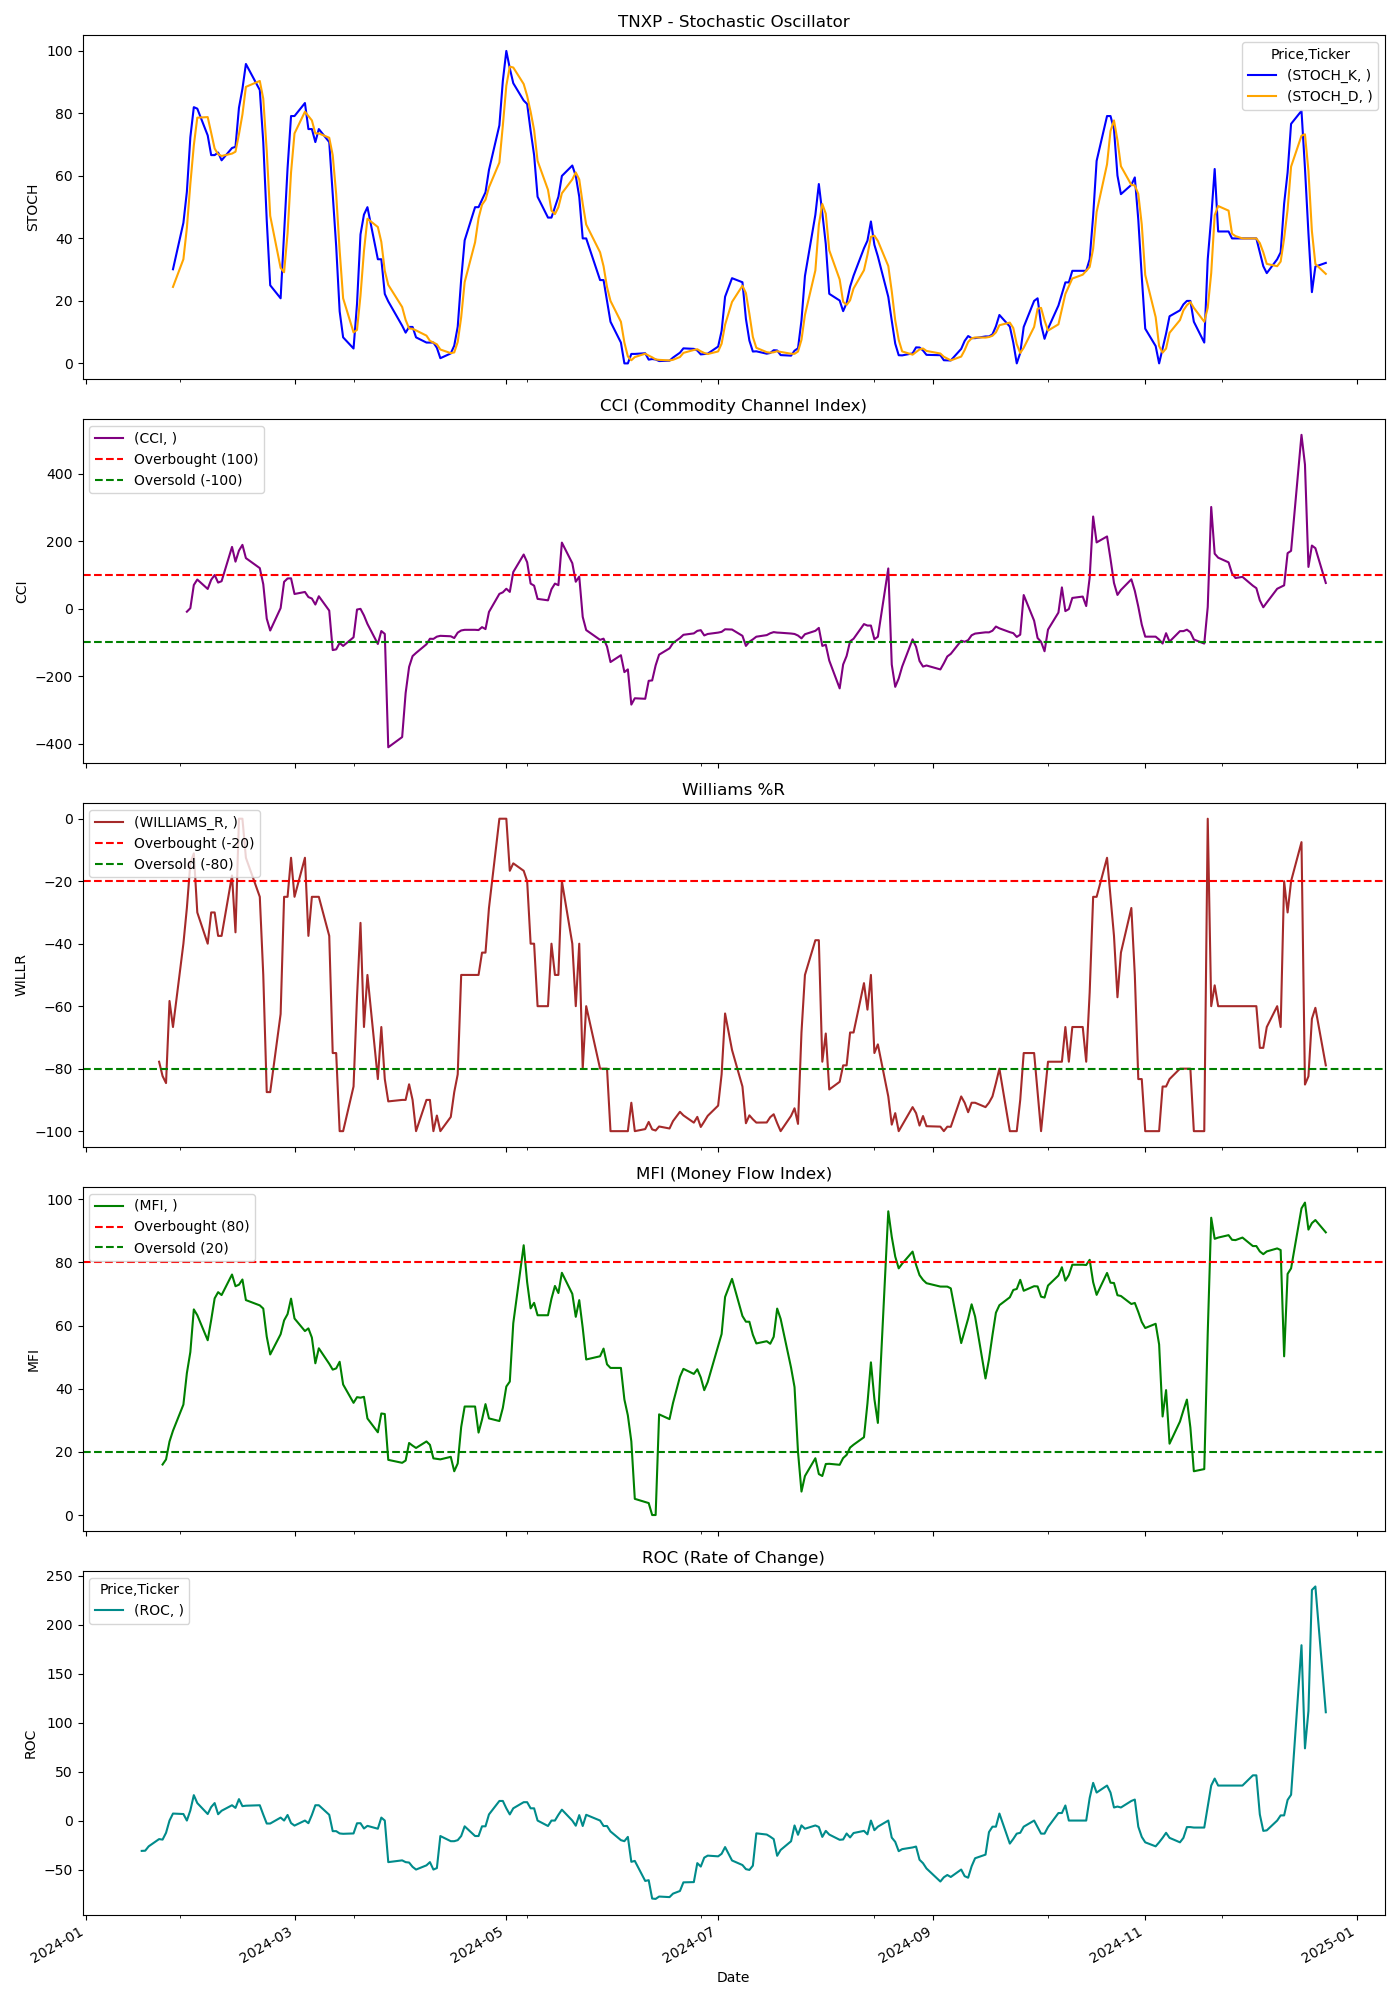 TNXP - Stochastic Oscillator
Price,Ticker
(STOCH_K, )
(STOCH_D, )
STOCH
100
80
60
40
20
0
CCI (Commodity Channel Index)
(CCI, )
Overbought (100)
Oversold (-100)
CCI
400
200
0
−200
−400
Williams %R
(WILLIAMS_R, )
Overbought (-20)
Oversold (-80)
WILLR
0
−20
−40
−60
−80
−100
MFI (Money Flow Index)
(MFI, )
Overbought (80)
Oversold (20)
MFI
100
80
60
40
20
0
ROC (Rate of Change)
Price,Ticker
(ROC, )
ROC
250
200
150
100
50
0
−50
2024-01
2024-03
2024-05
2024-07
2024-09
2024-11
2025-01
Date